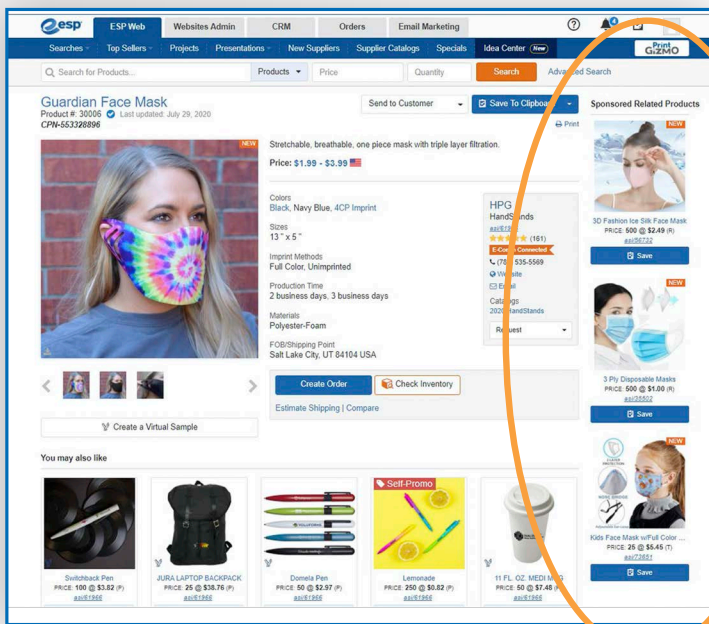 esp
ESP Web
Websites Admin
CRM
Orders
Email Marketing
Searches
Top Sellers
Projects
Presentations
New Suppliers
Supplier Catalogs
Specials
Idea Center (New)
Print GiZMO
Search for Products...
Products
Price
Quantity
Search
Advanced Search
Guardian Face Mask
Product #: 30006 Last updated: July 29, 2020
CPN-553328896
Send to Customer
Save To Clipboard
Print
NEW
Stretchable, breathable, one piece mask with triple layer filtration.
Price: $1.99 - $3.99
Colors
Black, Navy Blue, 4CP Imprint
Sizes
13 " x 5 "
Imprint Methods
Full Color, Unimprinted
Production Time
2 business days, 3 business days
Materials
Polyester-Foam
FOB/Shipping Point
Salt Lake City, UT 84104 USA
HPG
HandStands
(161)
Connected
535-5569
Catalogs
2020 HandStands
Request
Create Order
Check Inventory
Estimate Shipping | Compare
Create a Virtual Sample
You may also like
Switchback Pen
PRICE: 100 @ $3.82 (P)
asi/61966
JURA LAPTOP BACKPACK
PRICE: 25 @ $38.76 (P)
asi/61966
Domela Pen
PRICE: 50 @ $2.97 (P)
asi/61966
Self-Promo
Lemonade
PRICE: 250 @ $0.82 (P)
asi/61966
11 FL. OZ. MEDI
PRICE: 50 @ $7.48 (P)
asi/61966
Sponsored Related Products
NEW
3D Fashion Ice Silk Face Mask
PRICE: 500 @ $2.49 (R)
asi/56732
Save
NEW
3 Ply Disposable Masks
PRICE: 500 @ $1.00 (R)
Save
NEW
Kids Face Mask w/Full Color ...
PRICE: 25 @ $5.45 (T)
asi/73651
Save